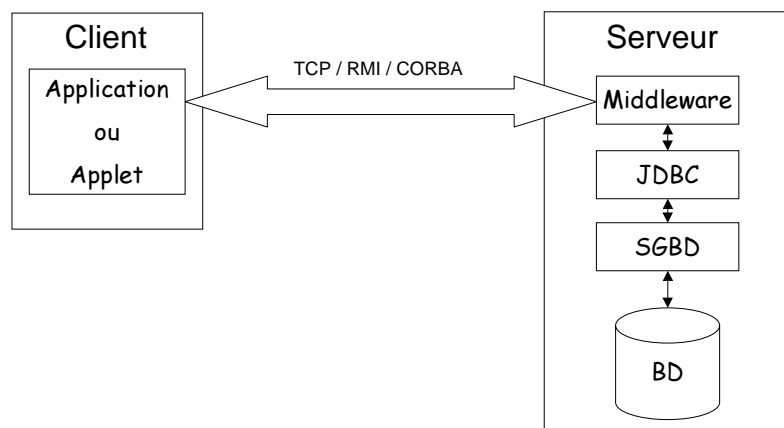 Client
Serveur
TCP / RMI / CORBA
Application
ou
Applet
Middleware
JDBC
SGBD
BD